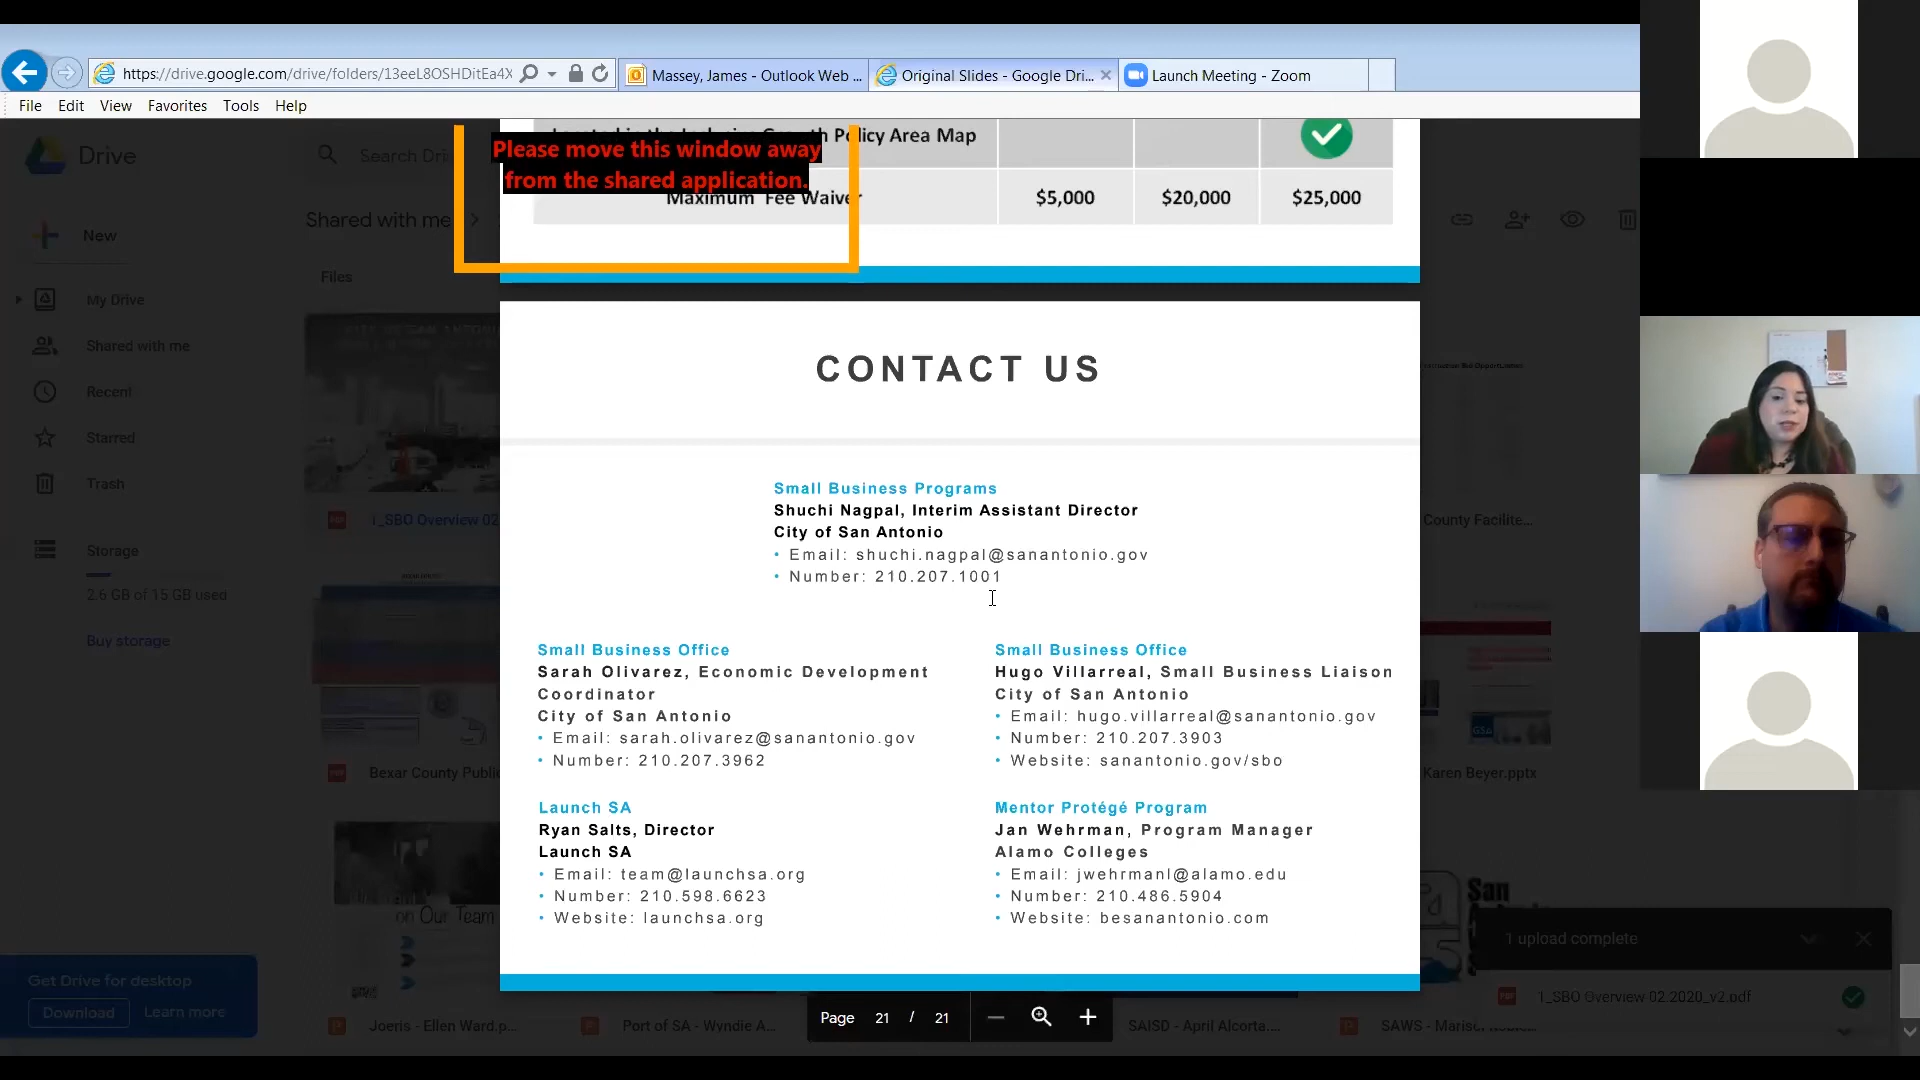 https://drive.google.com/drive/folders/13eeL8OSHDitEa4X
Massey, James - Outlook Web ...
Original Slides - Google Dri...
Launch Meeting - Zoom
File Edit View Favorites Tools Help
Drive
Search Dri
Policy Area Map
Please move this window away
from the shared application.
Maximum Fee Waiver
$5,000
$20,000
$25,000
Shared with me
New
Files
My Drive
Shared with me
Recent
Starred
Trash
Storage
2.6 GB of 15 GB used
Buy storage
1_SBO Overview 02
County Facilite...
CONTACT US
Small Business Programs
Shuchi Nagpal, Interim Assistant Director
City of San Antonio
• Email: shuchi.nagpal@sanantonio.gov
• Number: 210.207.1001
Small Business Office
Sarah Olivarez, Economic Development
Coordinator
City of San Antonio
• Email: sarah.olivarez@sanantonio.gov
• Number: 210.207.3962
Small Business Office
Hugo Villarreal, Small Business Liaison
City of San Antonio
• Email: hugo.villarreal@sanantonio.gov
• Number: 210.207.3903
• Website: sanantonio.gov/sbo
Launch SA
Ryan Salts, Director
Launch SA
• Email: team@launchsa.org
• Number: 210.598.6623
• Website: launchsa.org
Mentor Protégé Program
Jan Wehrman, Program Manager
Alamo Colleges
• Email: jwehrmanl@alamo.edu
• Number: 210.486.5904
• Website: besanantonio.com
Bexar County Public
Karen Beyer.pptx
on Our Team
San
1 upload complete
1_SBO Overview 02.2020_v2.pdf
Get Drive for desktop
Download
Learn more
Joeris - Ellen Ward.p...
Port of SA - Wyndie A...
SAISD - April Alcorta....
Page 21 / 21